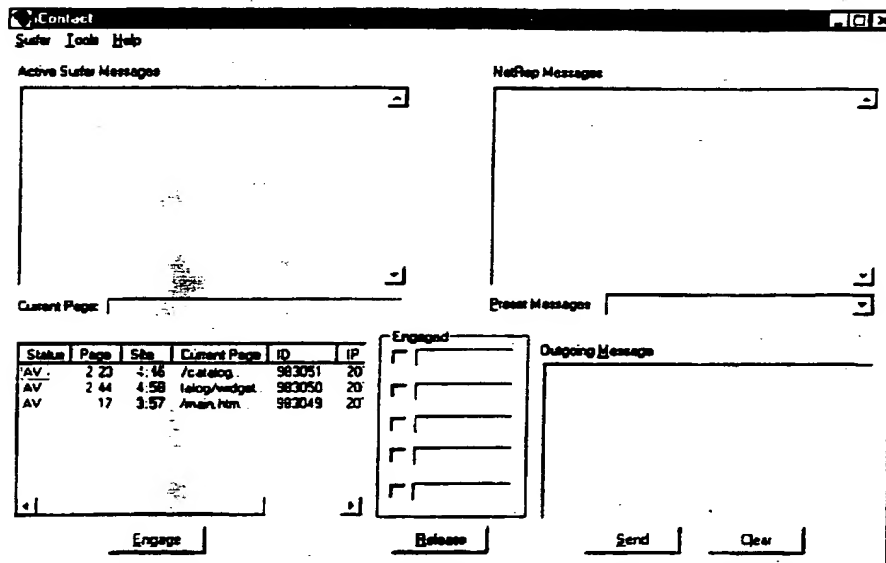 iContact
Surfer Tools Help
Active Surfer Messages
NetRep Messages
Current Page:
Preset Messages
Status Page Site Current Page ID IP
AV 2 23 4:46 /catalog.. 983051 20
AV 2 44 4:58 talog/widget.. 983050 20
AV 17 3:57 /main.htm 983049 20
Engaged
Outgoing Message
Engage
Release
Send
Clear